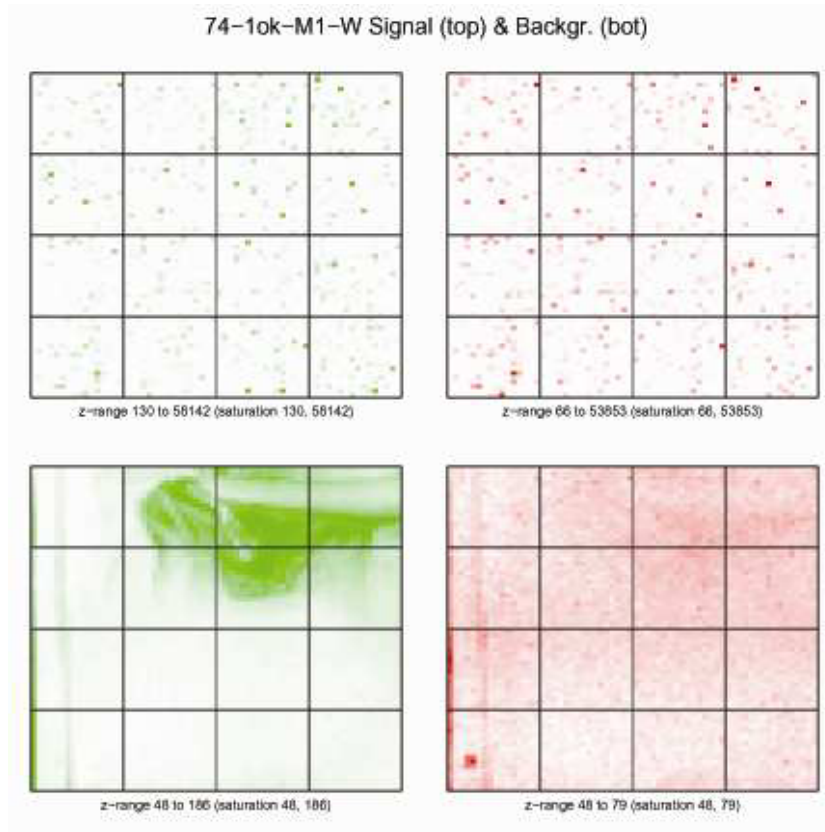 74-1ok-M1-W Signal (top) & Backgr. (bot)
z-range 130 to 58142 (saturation 130, 58142)
z-range 66 to 53853 (saturation 66, 53853)
z-range 48 to 186 (saturation 48, 186)
z-range 48 to 79 (saturation 48, 79)